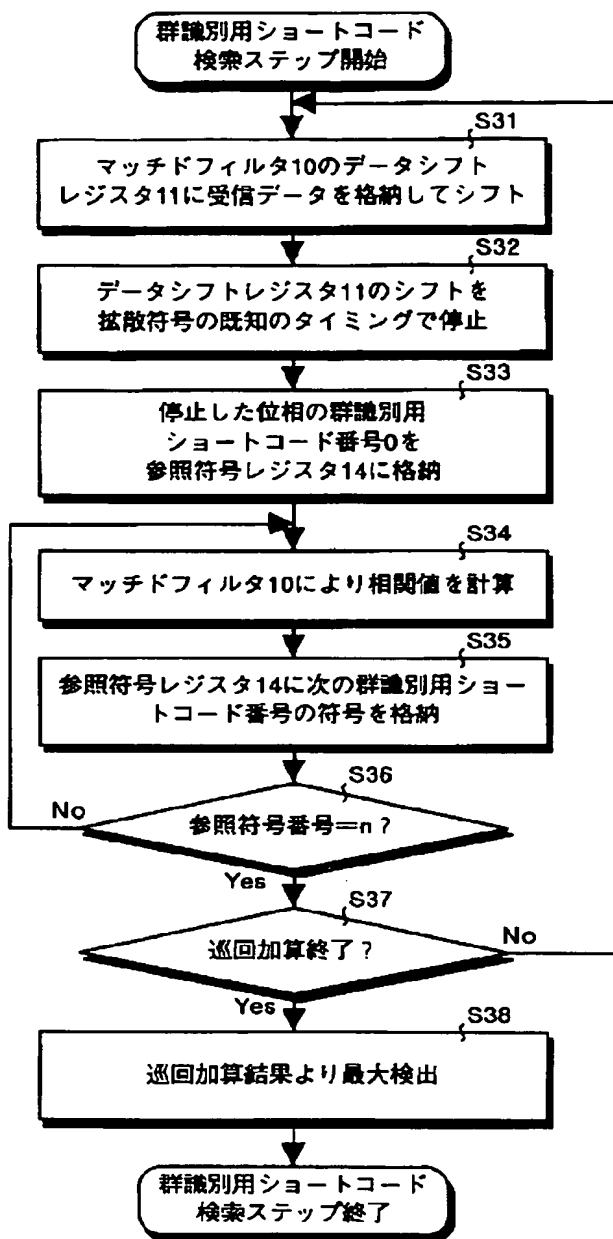 群識別用ショートコード
検索ステップ開始
S31
マッチドフィルタ10のデータシフト
レジスタ11に受信データを格納してシフト
S32
データシフトレジスタ11のシフトを
拡散符号の既知のタイミングで停止
S33
停止した位相の群識別用
ショートコード番号0を
参照符号レジスタ14に格納
S34
マッチドフィルタ10により相関値を計算
S35
参照符号レジスタ14に次の群識別用ショー
トコード番号の符号を格納
S36
No
参照符号番号=n?
Yes
S37
巡回加算終了?
No
Yes
S38
巡回加算結果より最大検出
群識別用ショートコード
検索ステップ終了